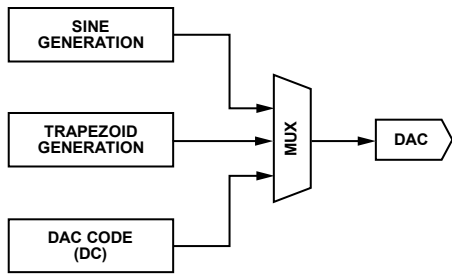 SINE
GENERATION
TRAPEZOID
GENERATION
DAC CODE
(DC)
MUX
DAC